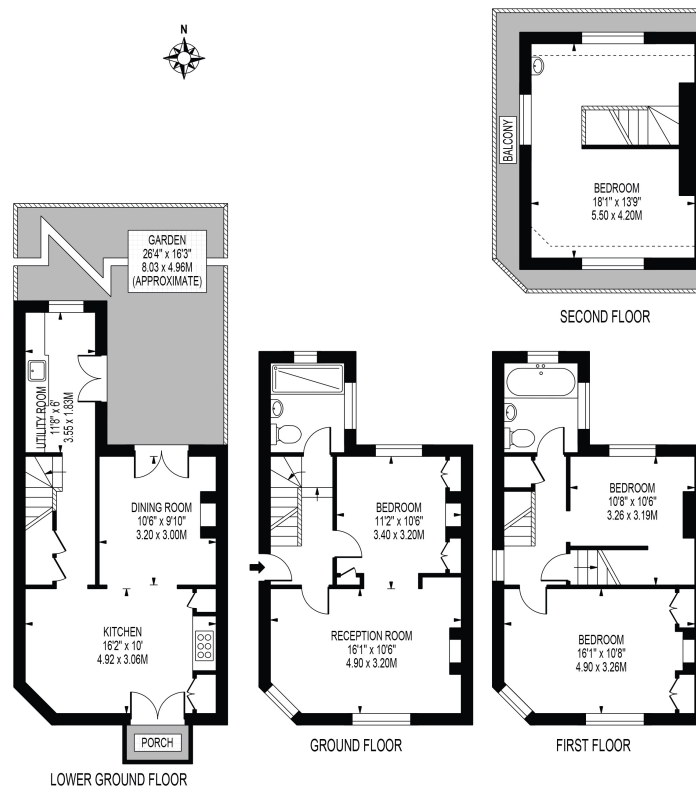 N
BALCONY
BEDROOM
18'1" x 13'9"
5.50 x 4.20M
SECOND FLOOR
GARDEN
26'4" x 16'3"
8.03 x 4.96M
(APPROXIMATE)
UTILITY ROOM
11'8" x 6'
3.55 x 1.83M
DINING ROOM
10'6" x 9'10"
3.20 x 3.00M
KITCHEN
16'2" x 10'
4.92 x 3.06M
PORCH
LOWER GROUND FLOOR
BEDROOM
11'2" x 10'6"
3.40 x 3.20M
RECEPTION ROOM
16'1" x 10'6"
4.90 x 3.20M
GROUND FLOOR
BEDROOM
10'8" x 10'6"
3.26 x 3.19M
BEDROOM
16'1" x 10'8"
4.90 x 3.26M
FIRST FLOOR